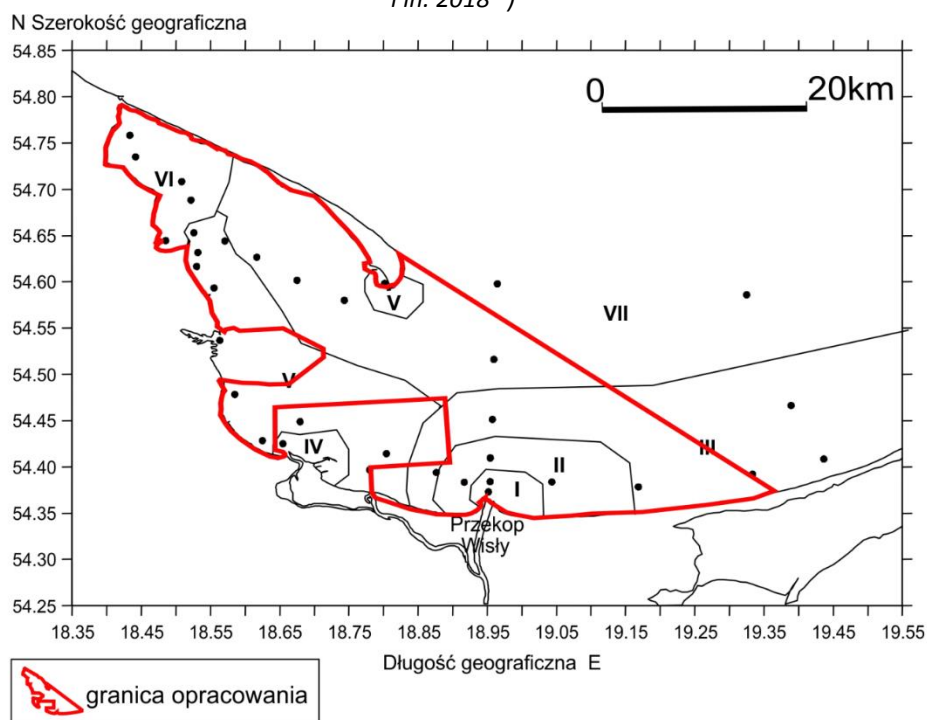 i in. 2018 )
N Szerokość geograficzna
54.85
54.80
54.75
54.70
54.65
54.60
54.55
54.50
54.45
54.40
54.35
54.30
54.25
0 20km
VI
V
VII
V
IV
III
II
I
Przekop
Wisły
18.35 18.45 18.55 18.65 18.75 18.85 18.95 19.05 19.15 19.25 19.35 19.45 19.55
Długość geograficzna E
granica opracowania